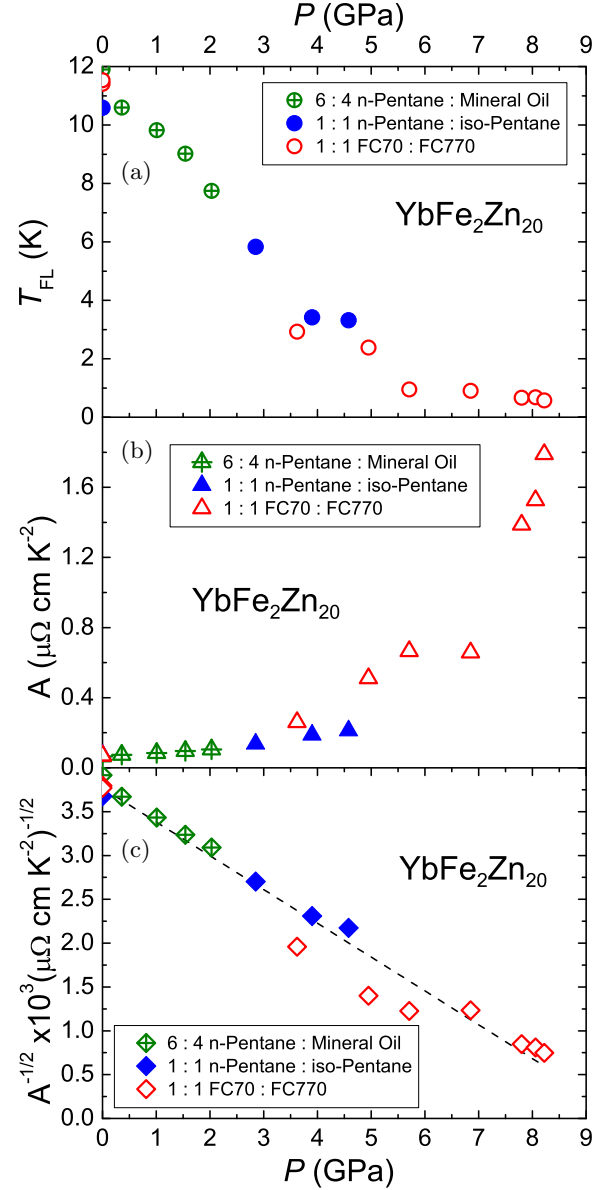 P (GPa)
0 1 2 3 4 5 6 7 8 9
12
10
8
6
4
2
0
T_FL (K)
(a)
6 : 4 n-Pentane : Mineral Oil
1 : 1 n-Pentane : iso-Pentane
1 : 1 FC70 : FC770
YbFe₂Zn₂₀
(b)
6 : 4 n-Pentane : Mineral Oil
1 : 1 n-Pentane : iso-Pentane
1 : 1 FC70 : FC770
YbFe₂Zn₂₀
1.6
1.2
0.8
0.4
0.0
A (μΩ cm K⁻²)
(c)
YbFe₂Zn₂₀
3.5
3.0
2.5
2.0
1.5
1.0
0.5
0.0
A⁻¹/² x10³(μΩ cm K⁻²)⁻¹/²
6 : 4 n-Pentane : Mineral Oil
1 : 1 n-Pentane : iso-Pentane
1 : 1 FC70 : FC770
0 1 2 3 4 5 6 7 8 9
P (GPa)